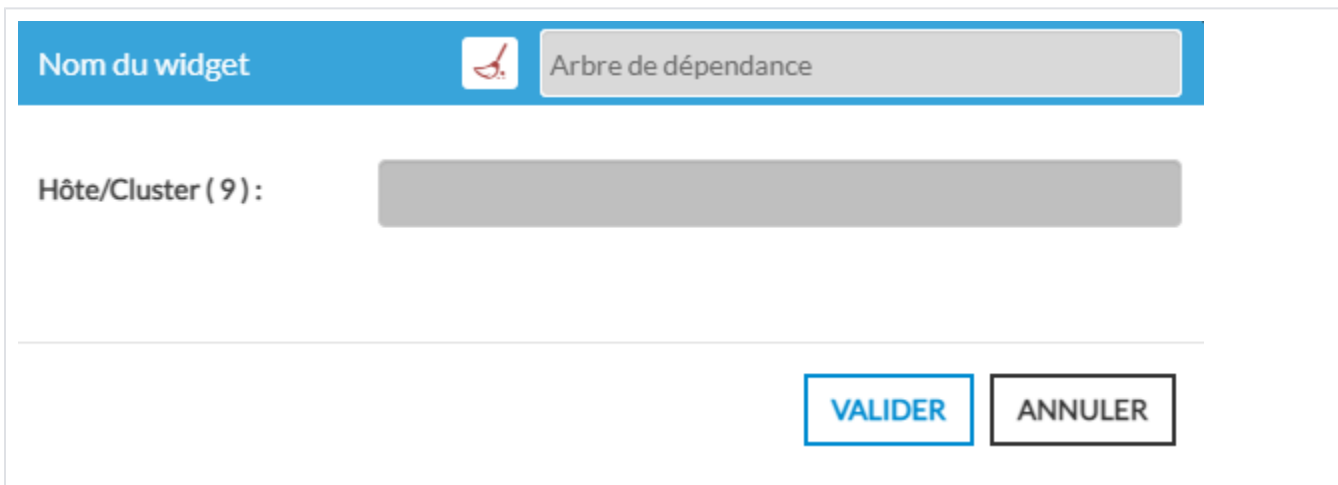 Nom du widget Arbre de dépendance
Hôte/Cluster ( 9 ) :
VALIDER ANNULER